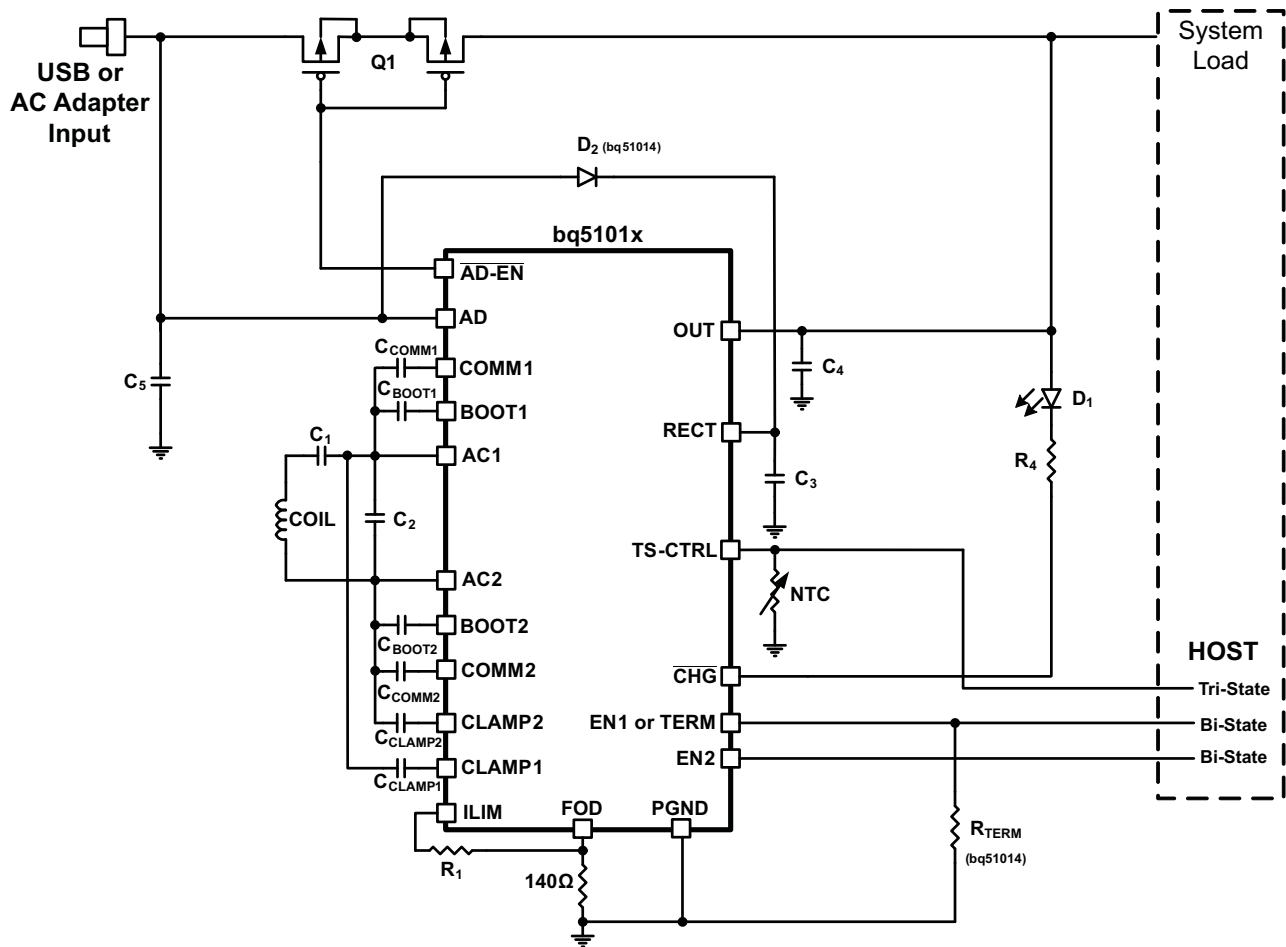 USB or
AC Adapter
Input
Q1
System
Load
D2 (bq51014)
bq5101x
AD-EN
AD
OUT
CCOMM1
COMM1
C4
C5
CBOOT1
BOOT1
D1
RECT
C1
AC1
R4
C3
COIL
C2
TS-CTRL
AC2
NTC
BOOT2
CBOOT2
HOST
COMM2
CHG
CCOMM2
Tri-State
CLAMP2
EN1 or TERM
Bi-State
CCLAMP2
EN2
Bi-State
CLAMP1
CCLAMP1
ILIM
FOD
PGND
RTERM
(bq51014)
R1
140Ω